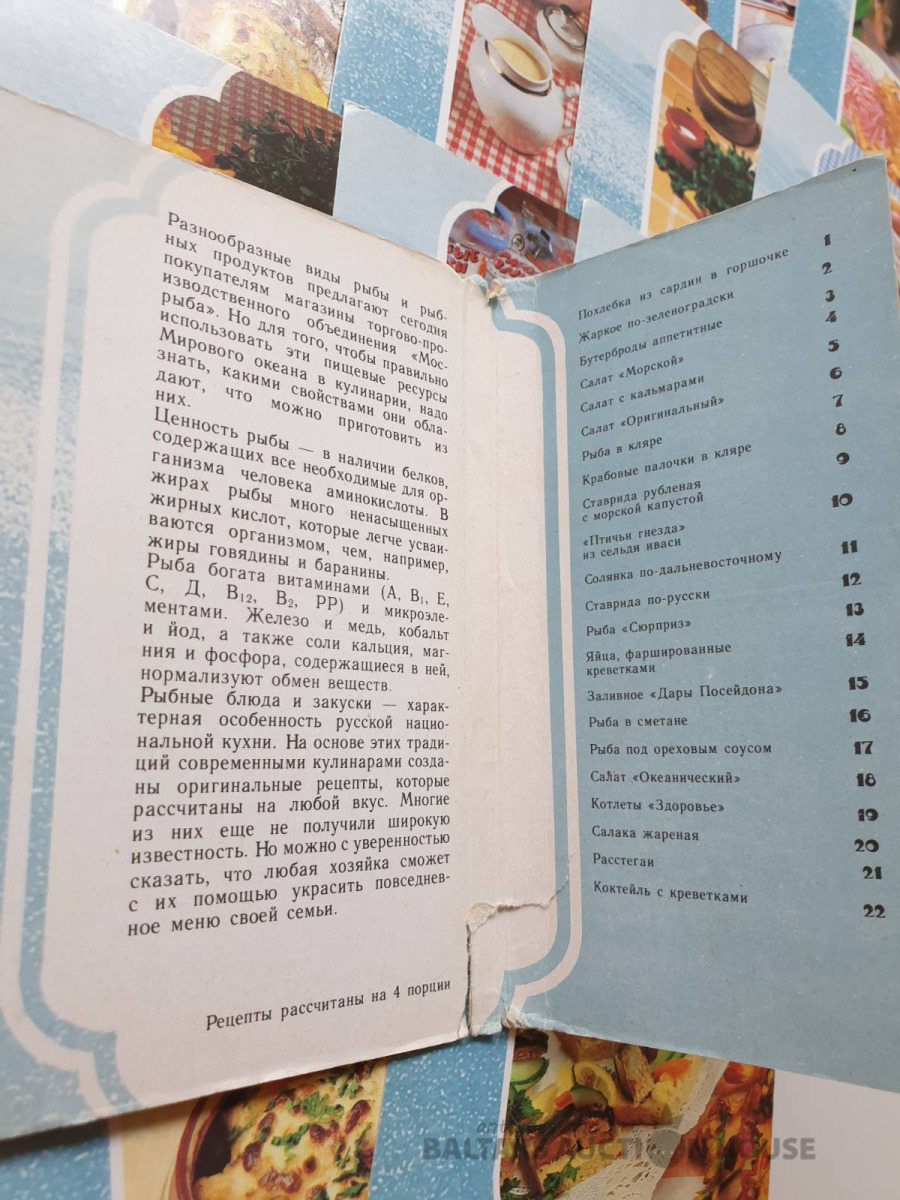 Разнообразные виды рыбы и рыб-
ных продуктов предлагают сегодня
покупателям магазины торгово-про-
изводственного объединения «Мос-
рыба». Но для того, чтобы правильно
использовать эти пищевые ресурсы
Мирового океана в кулинарии, надо
знать, какими свойствами они обла-
дают, что можно приготовить из
них.
Ценность рыбы — в наличии белков,
содержащих все необходимые для ор-
ганизма человека аминокислоты. В
жирах рыбы много ненасыщенных
жирных кислот, которые легче усваи-
ваются организмом, чем, например,
жиры говядины и баранины.
Рыба богата витаминами (А, В₁, Е,
С, Д, В₁₂, В₂, РР) и микроэле-
ментами. Железо и медь, кобальт
и йод, а также соли кальция, маг-
ния и фосфора, содержащиеся в ней,
нормализуют обмен веществ.
Рыбные блюда и закуски — харак-
терная особенность русской нацио-
нальной кухни. На основе этих тради-
ций современными кулинарами созда-
ны оригинальные рецепты, которые
рассчитаны на любой вкус. Многие
из них еще не получили широкую
известность. Но можно с уверенностью
сказать, что любая хозяйка сможет
с их помощью украсить повседнев-
ное меню своей семьи.
Рецепты рассчитаны на 4 порции
Похлебка из сардин в горшочке 1
Жаркое по-зеленоградски 2
Бутерброды аппетитные 3
Салат «Морской» 4
Салат с кальмарами 5
Салат «Оригинальный» 6
Рыба в кляре 7
Крабовые палочки в кляре 8
Ставрида рубленая 9
с морской капустой
«Птичьи гнезда» 10
из сельди иваси
Солянка по-дальневосточному 11
Ставрида по-русски 12
Рыба «Сюрприз» 13
Яйца, фаршированные 14
креветками
Заливное «Дары Посейдона» 15
Рыба в сметане 16
Рыба под ореховым соусом 17
Салат «Океанический» 18
Котлеты «Здоровье» 19
Салака жареная 20
Расстегаи 21
Коктейль с креветками 22
BALTARS AUCTION HOUSE